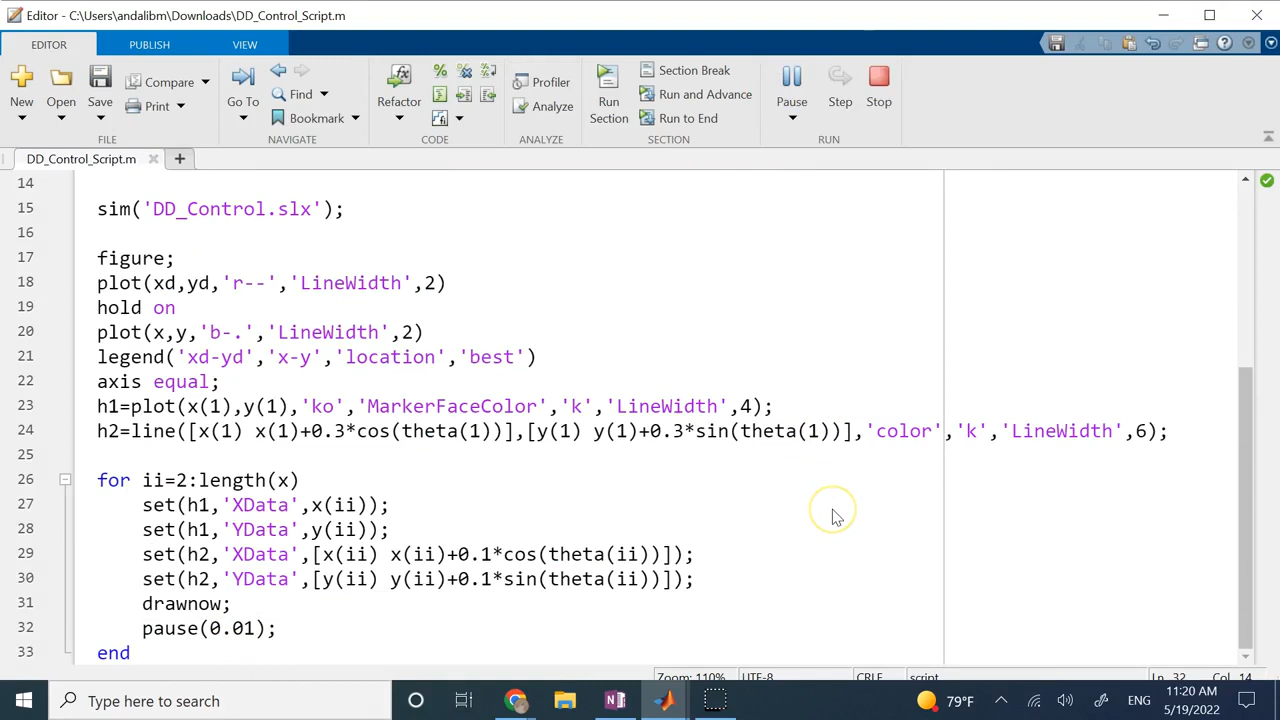 Editor - C:\Users\andalibm\Downloads\DD_Control_Script.m
EDITOR PUBLISH VIEW
New Open Save Compare Print
Go To Find Bookmark
Refactor
Profiler Analyze
Run Section
Section Break
Run and Advance
Run to End
Pause Step Stop
FILE NAVIGATE CODE ANALYZE SECTION RUN
DD_Control_Script.m
14
15 sim('DD_Control.slx');
16
17 figure;
18 plot(xd,yd,'r--','LineWidth',2)
19 hold on
20 plot(x,y,'b-.','LineWidth',2)
21 legend('xd-yd','x-y','location','best')
22 axis equal;
23 h1=plot(x(1),y(1),'ko','MarkerFaceColor','k','LineWidth',4);
24 h2=line([x(1) x(1)+0.3*cos(theta(1))],[y(1) y(1)+0.3*sin(theta(1))],'color','k','LineWidth',6);
25
26 for ii=2:length(x)
27 set(h1,'XData',x(ii));
28 set(h1,'YData',y(ii));
29 set(h2,'XData',[x(ii) x(ii)+0.1*cos(theta(ii))]);
30 set(h2,'YData',[y(ii) y(ii)+0.1*sin(theta(ii))]);
31 drawnow;
32 pause(0.01);
33 end
Zoom: 110% UTF-8 CRLF script Ln 32 Col 14
Type here to search
79°F ENG 11:20 AM
5/19/2022